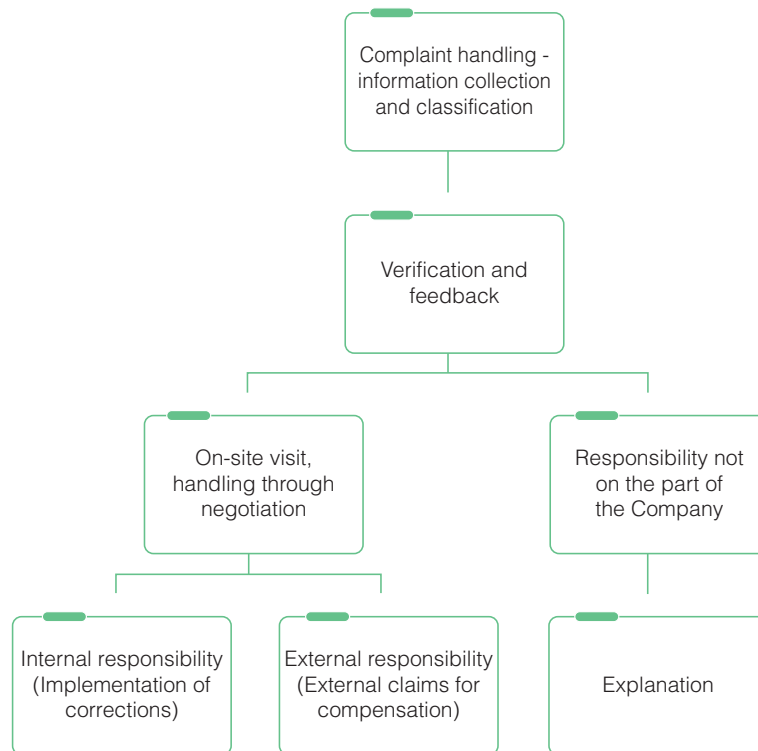 Complaint handling -
information collection
and classification
Verification and
feedback
On-site visit,
handling through
negotiation
Responsibility not
on the part of
the Company
Internal responsibility
(Implementation of
corrections)
External responsibility
(External claims for
compensation)
Explanation